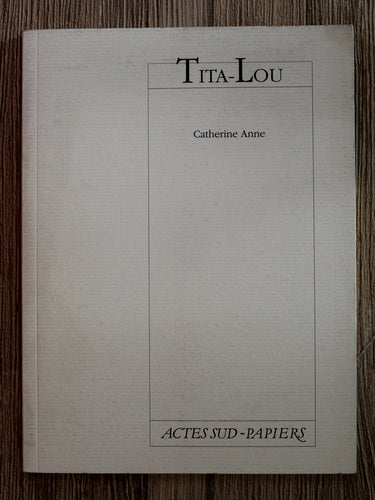 TITA-LOU
Catherine Anne
ACTES SUD-PAPIERS